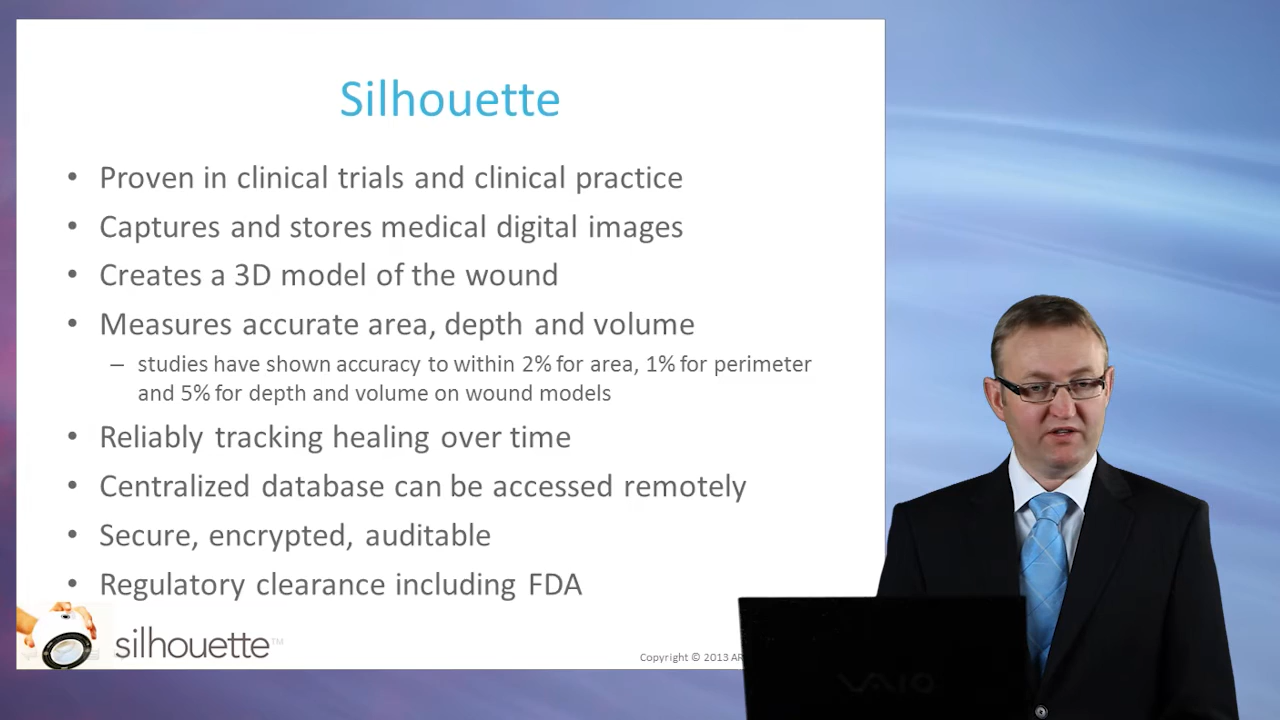 Silhouette
• Proven in clinical trials and clinical practice
• Captures and stores medical digital images
• Creates a 3D model of the wound
• Measures accurate area, depth and volume
– studies have shown accuracy to within 2% for area, 1% for perimeter
and 5% for depth and volume on wound models
• Reliably tracking healing over time
• Centralized database can be accessed remotely
• Secure, encrypted, auditable
• Regulatory clearance including FDA
silhouette™
Copyright © 2013
VAIO